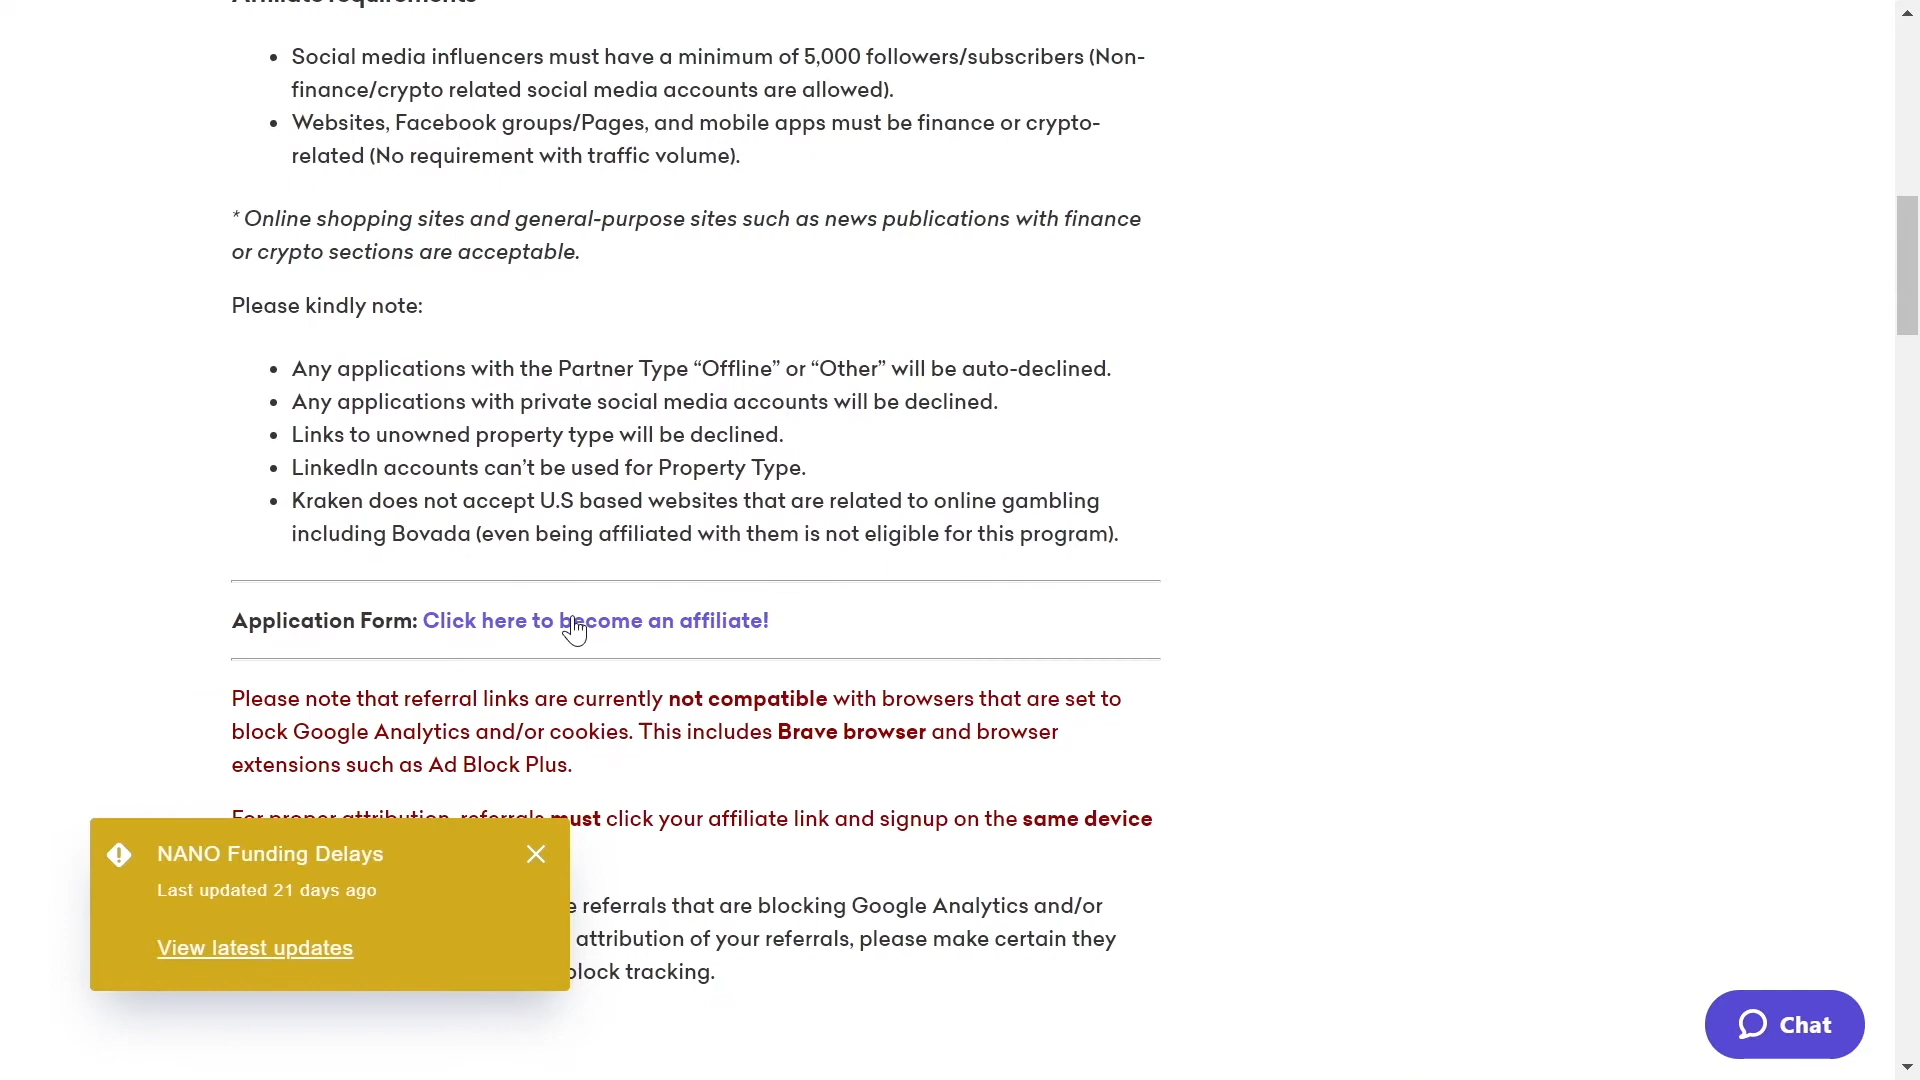 Affiliate requirements
• Social media influencers must have a minimum of 5,000 followers/subscribers (Non-
finance/crypto related social media accounts are allowed).
• Websites, Facebook groups/Pages, and mobile apps must be finance or crypto-
related (No requirement with traffic volume).
* Online shopping sites and general-purpose sites such as news publications with finance
or crypto sections are acceptable.
Please kindly note:
• Any applications with the Partner Type “Offline” or “Other” will be auto-declined.
• Any applications with private social media accounts will be declined.
• Links to unowned property type will be declined.
• LinkedIn accounts can’t be used for Property Type.
• Kraken does not accept U.S based websites that are related to online gambling
including Bovada (even being affiliated with them is not eligible for this program).
Application Form: Click here to become an affiliate!
Please note that referral links are currently not compatible with browsers that are set to
block Google Analytics and/or cookies. This includes Brave browser and browser
extensions such as Ad Block Plus.
For proper attribution, referrals must click your affiliate link and signup on the same device
NANO Funding Delays
Last updated 21 days ago
View latest updates
referrals that are blocking Google Analytics and/or
attribution of your referrals, please make certain they
block tracking.
Chat